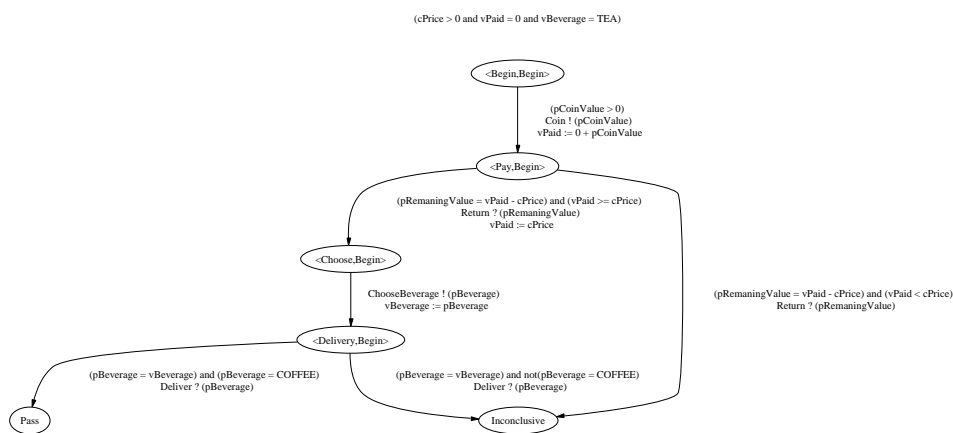 (cPrice > 0 and vPaid = 0 and vBeverage = TEA)
<Begin,Begin>
(pCoinValue > 0)
Coin ! (pCoinValue)
vPaid := 0 + pCoinValue
<Pay,Begin>
(pRemaningValue = vPaid - cPrice) and (vPaid >= cPrice)
Return ? (pRemaningValue)
vPaid := cPrice
<Choose,Begin>
ChooseBeverage ! (pBeverage)
vBeverage := pBeverage
(pRemaningValue = vPaid - cPrice) and (vPaid < cPrice)
Return ? (pRemaningValue)
<Delivery,Begin>
(pBeverage = vBeverage) and (pBeverage = COFFEE)
Deliver ? (pBeverage)
(pBeverage = vBeverage) and not(pBeverage = COFFEE)
Deliver ? (pBeverage)
Pass
Inconclusive